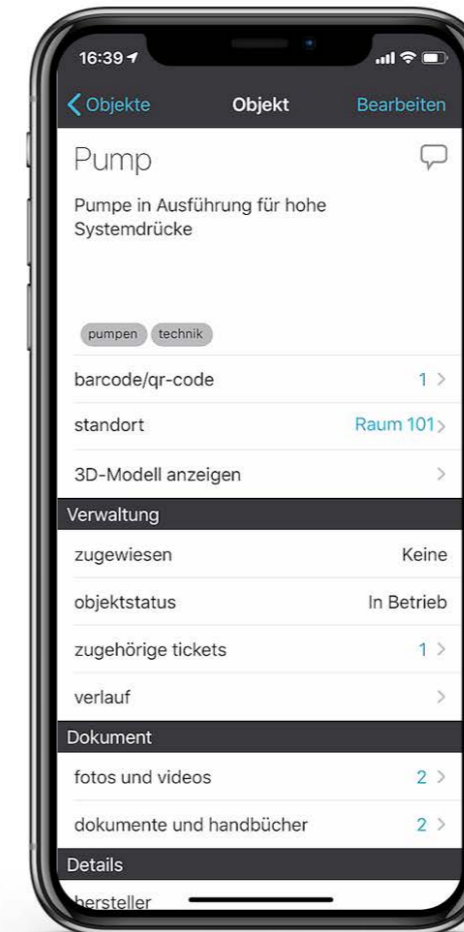 16:39
Objekte Objekt Bearbeiten
Pump
Pumpe in Ausführung für hohe
Systemdrücke
pumpen technik
barcode/qr-code 1
standort Raum 101
3D-Modell anzeigen
Verwaltung
zugewiesen Keine
objektstatus In Betrieb
zugehörige tickets 1
verlauf
Dokument
fotos und videos 2
dokumente und handbücher 2
Details
hersteller